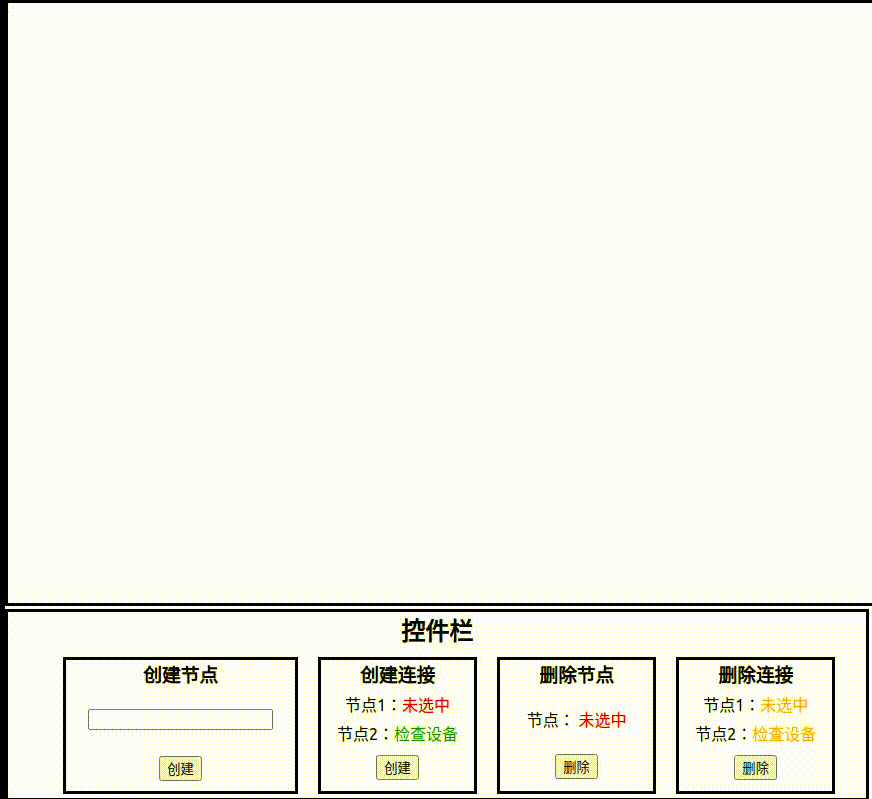 控件栏
创建节点
创建连接
删除节点
删除连接
节点1：未选中
节点2：检查设备
节点： 未选中
节点1：未选中
节点2：检查设备
创建
创建
删除
删除